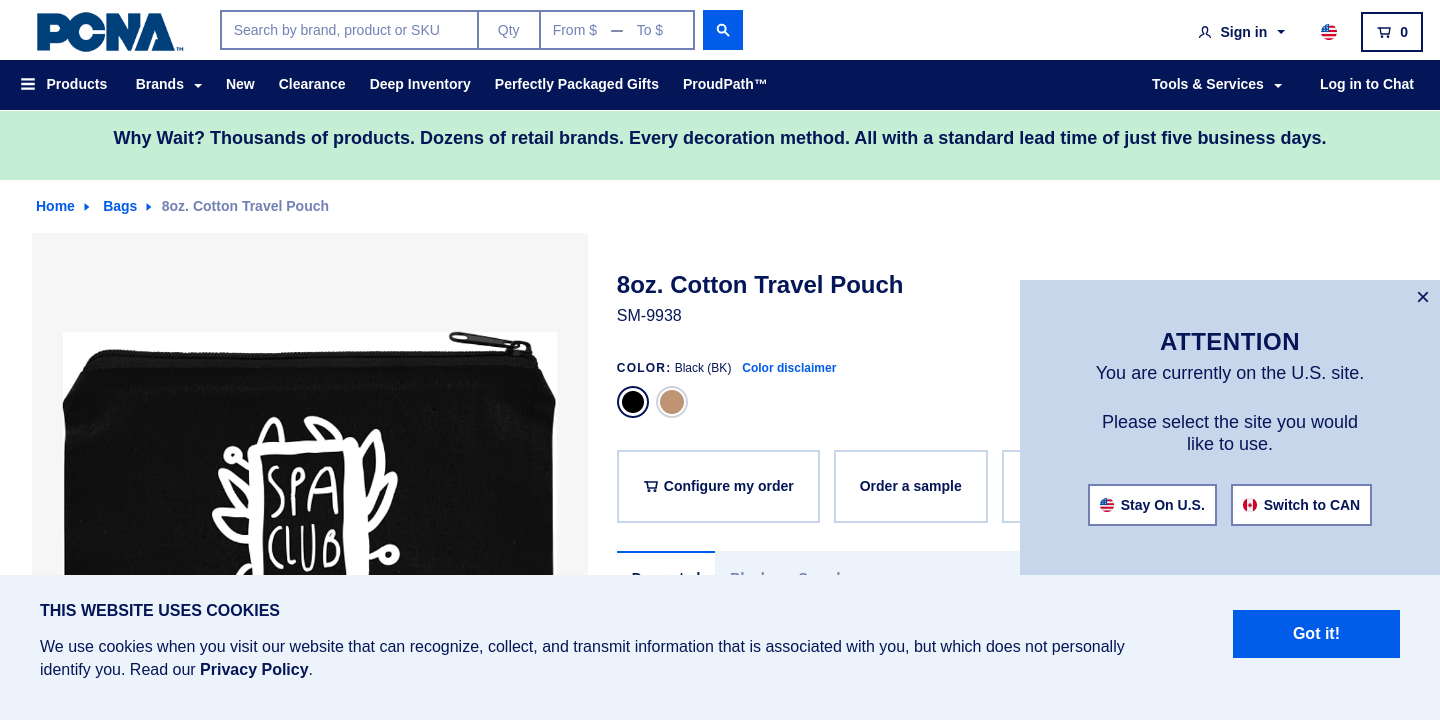 PCNA™
Search by brand, product or SKU
Qty
From $ — To $
Sign in
0
Products
Brands
New
Clearance
Deep Inventory
Perfectly Packaged Gifts
ProudPath™
Tools & Services
Log in to Chat
Why Wait? Thousands of products. Dozens of retail brands. Every decoration method. All with a standard lead time of just five business days.
Home
Bags
8oz. Cotton Travel Pouch
SPA
CLUB
8oz. Cotton Travel Pouch
SM-9938
COLOR: Black (BK) Color disclaimer
Configure my order
Order a sample
×
ATTENTION
You are currently on the U.S. site.
Please select the site you would
like to use.
Stay On U.S.
Switch to CAN
THIS WEBSITE USES COOKIES
We use cookies when you visit our website that can recognize, collect, and transmit information that is associated with you, but which does not personally
identify you. Read our Privacy Policy.
Got it!